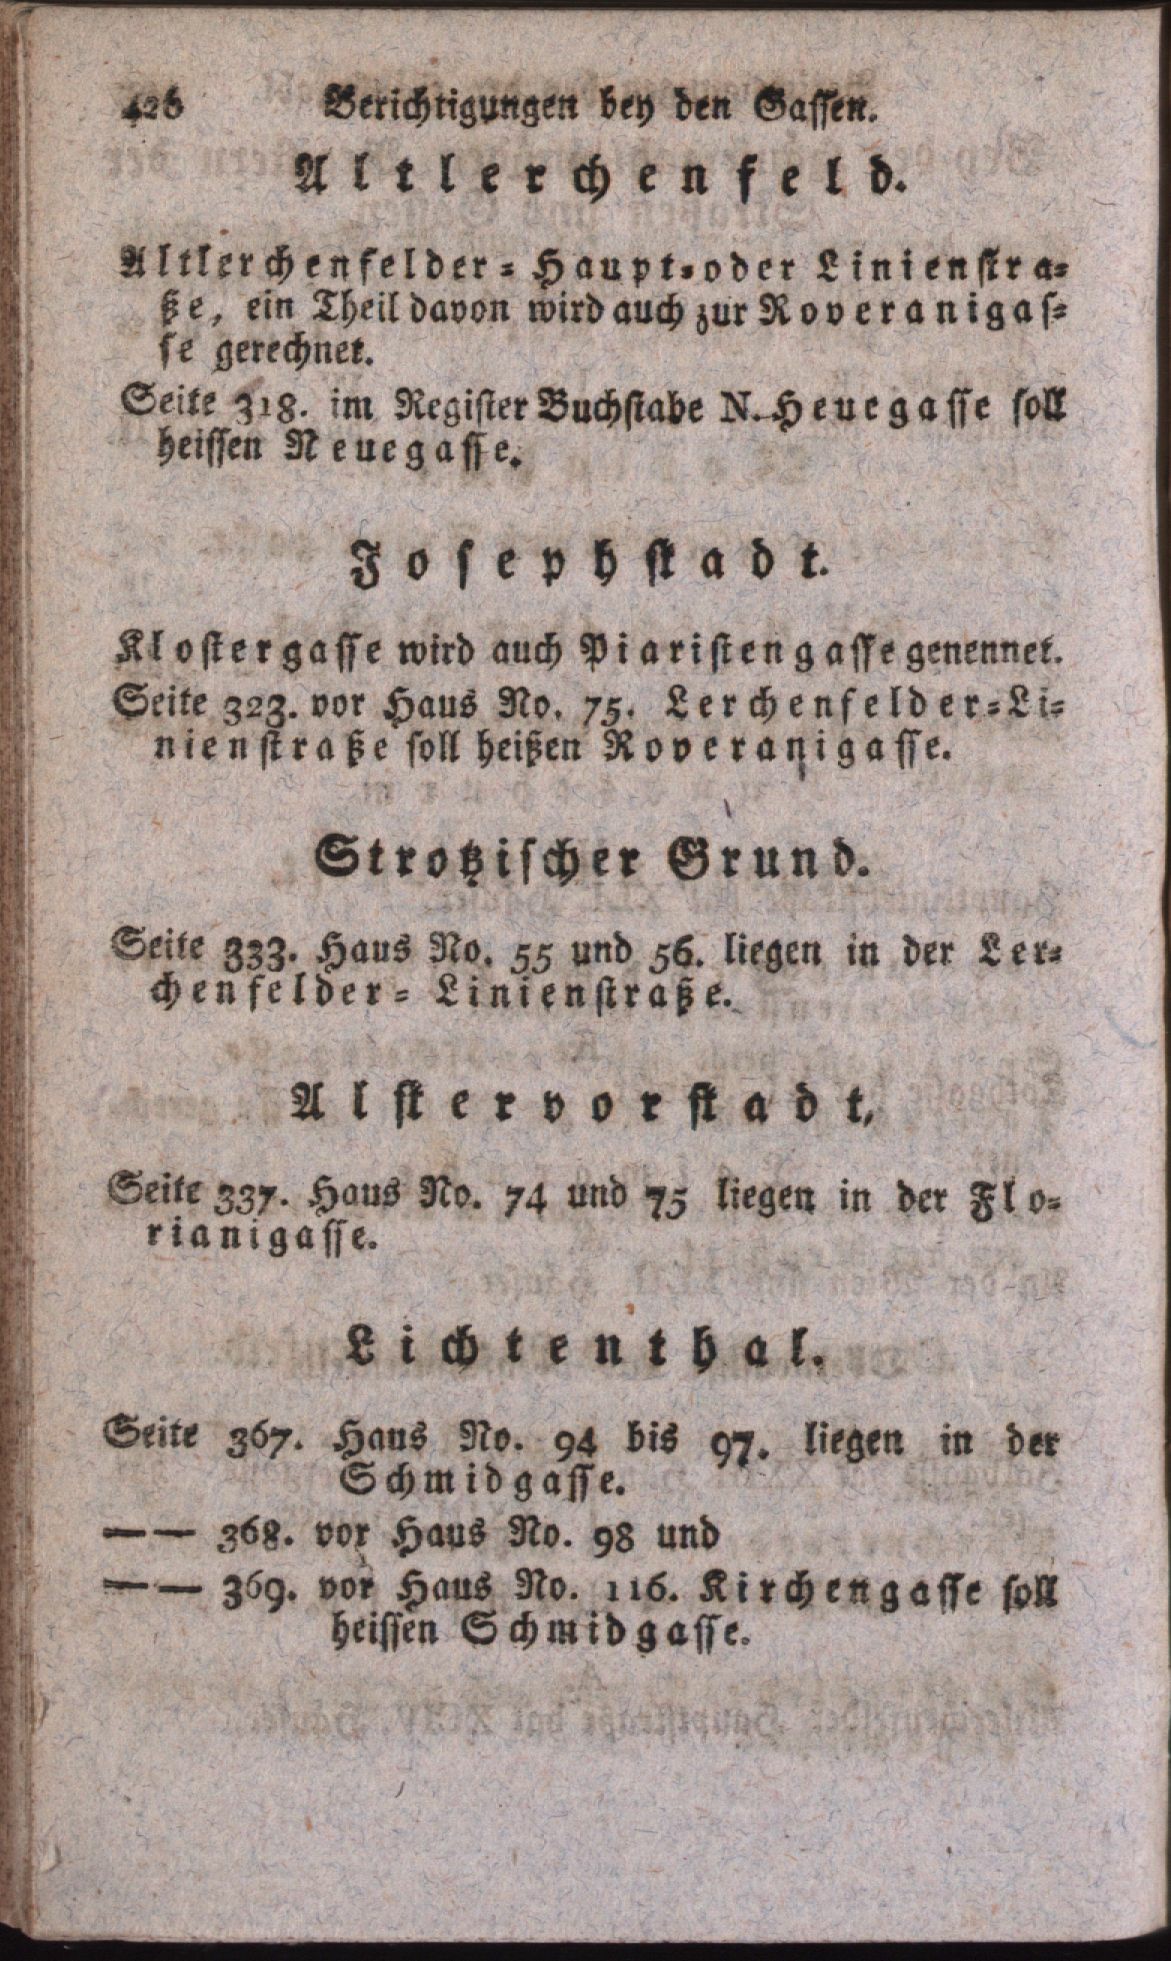 426 Berichtigungen bey den Gassen.
Altlerchenfeld.
Altlerchenfelder-Haupt-oder Linienstra-
ße, ein Theil davon wird auch zur Roveranigas-
se gerechnet.
Seite 318. im Register Buchstabe N. Heuegasse soll
heissen Neuegasse.
Josephstadt.
Klostergasse wird auch Piaristengasse genennet.
Seite 323. vor Haus No. 75. Lerchenfelder-Li-
nienstraße soll heißen Roveranigasse.
Strotzischer Grund.
Seite 333. Haus No. 55 und 56. liegen in der Ler-
chenfelder-Linienstraße.
Alstervorstadt.
Seite 337. Haus No. 74 und 75 liegen in der Flo-
rianigasse.
Lichtenthal.
Seite 367. Haus No. 94 bis 97. liegen in der
Schmidgasse.
—— 368. vor Haus No. 98 und
—— 369. vor Haus No. 116. Kirchengasse soll
heissen Schmidgasse.